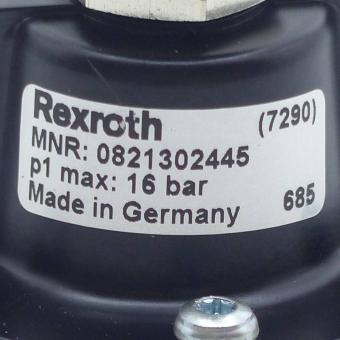 Rexroth (7290)
MNR: 0821302445
p1 max: 16 bar
Made in Germany 685